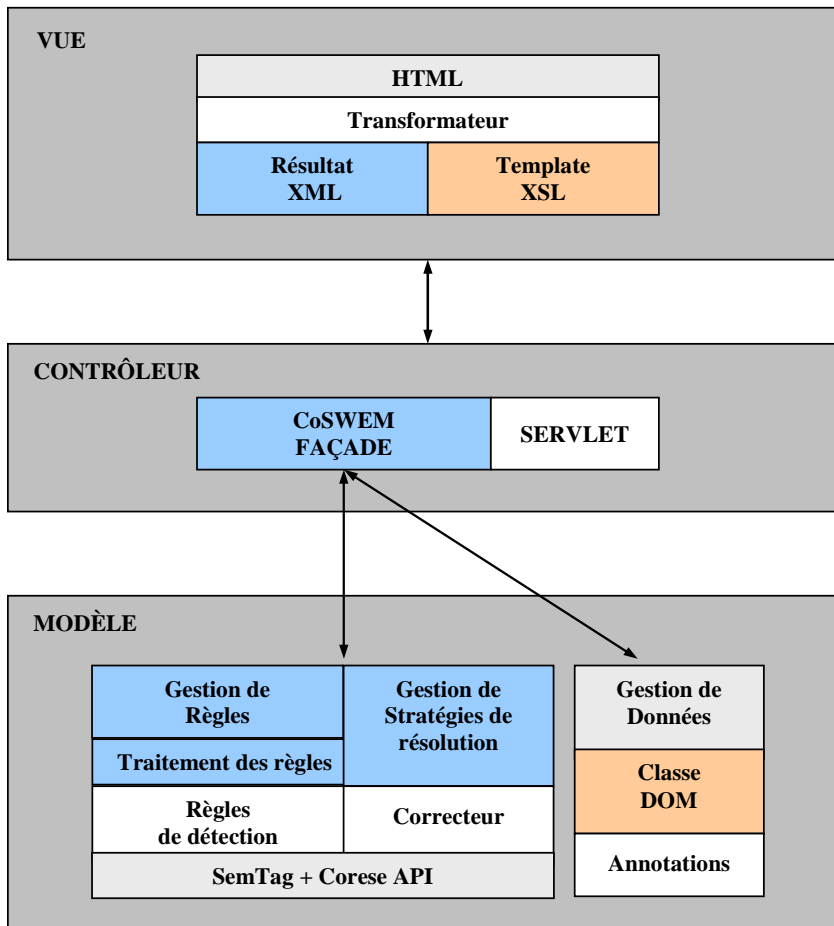 VUE
HTML
Transformateur
Résultat
XML
Template
XSL
CONTRÔLEUR
CoSWEM
FAÇADE
SERVLET
MODÈLE
Gestion de
Règles
Traitement des règles
Règles
de détection
Gestion de
Stratégies de
résolution
Correcteur
SemTag + Corese API
Gestion de
Données
Classe
DOM
Annotations